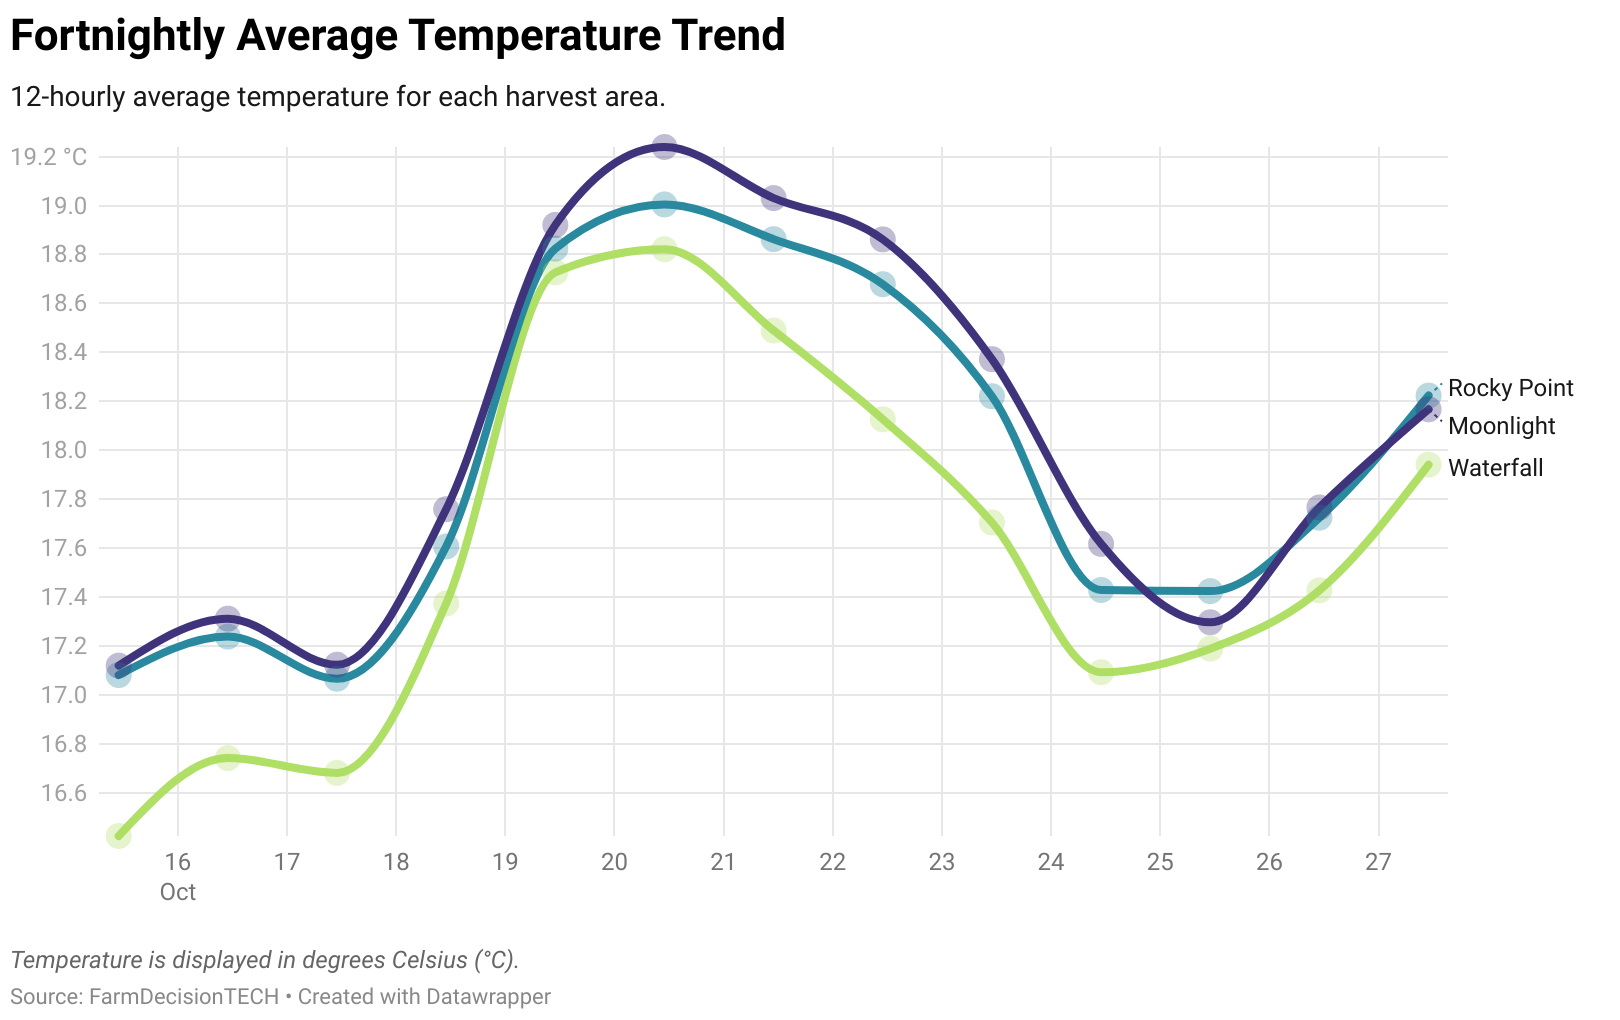 Fortnightly Average Temperature Trend
12-hourly average temperature for each harvest area.
19.2 °C
19.0
18.8
18.6
18.4
18.2
18.0
17.8
17.6
17.4
17.2
17.0
16.8
16.6
Rocky Point
Moonlight
Waterfall
16 17 18 19 20 21 22 23 24 25 26 27
Oct
Temperature is displayed in degrees Celsius (°C).
Source: FarmDecisionTECH • Created with Datawrapper